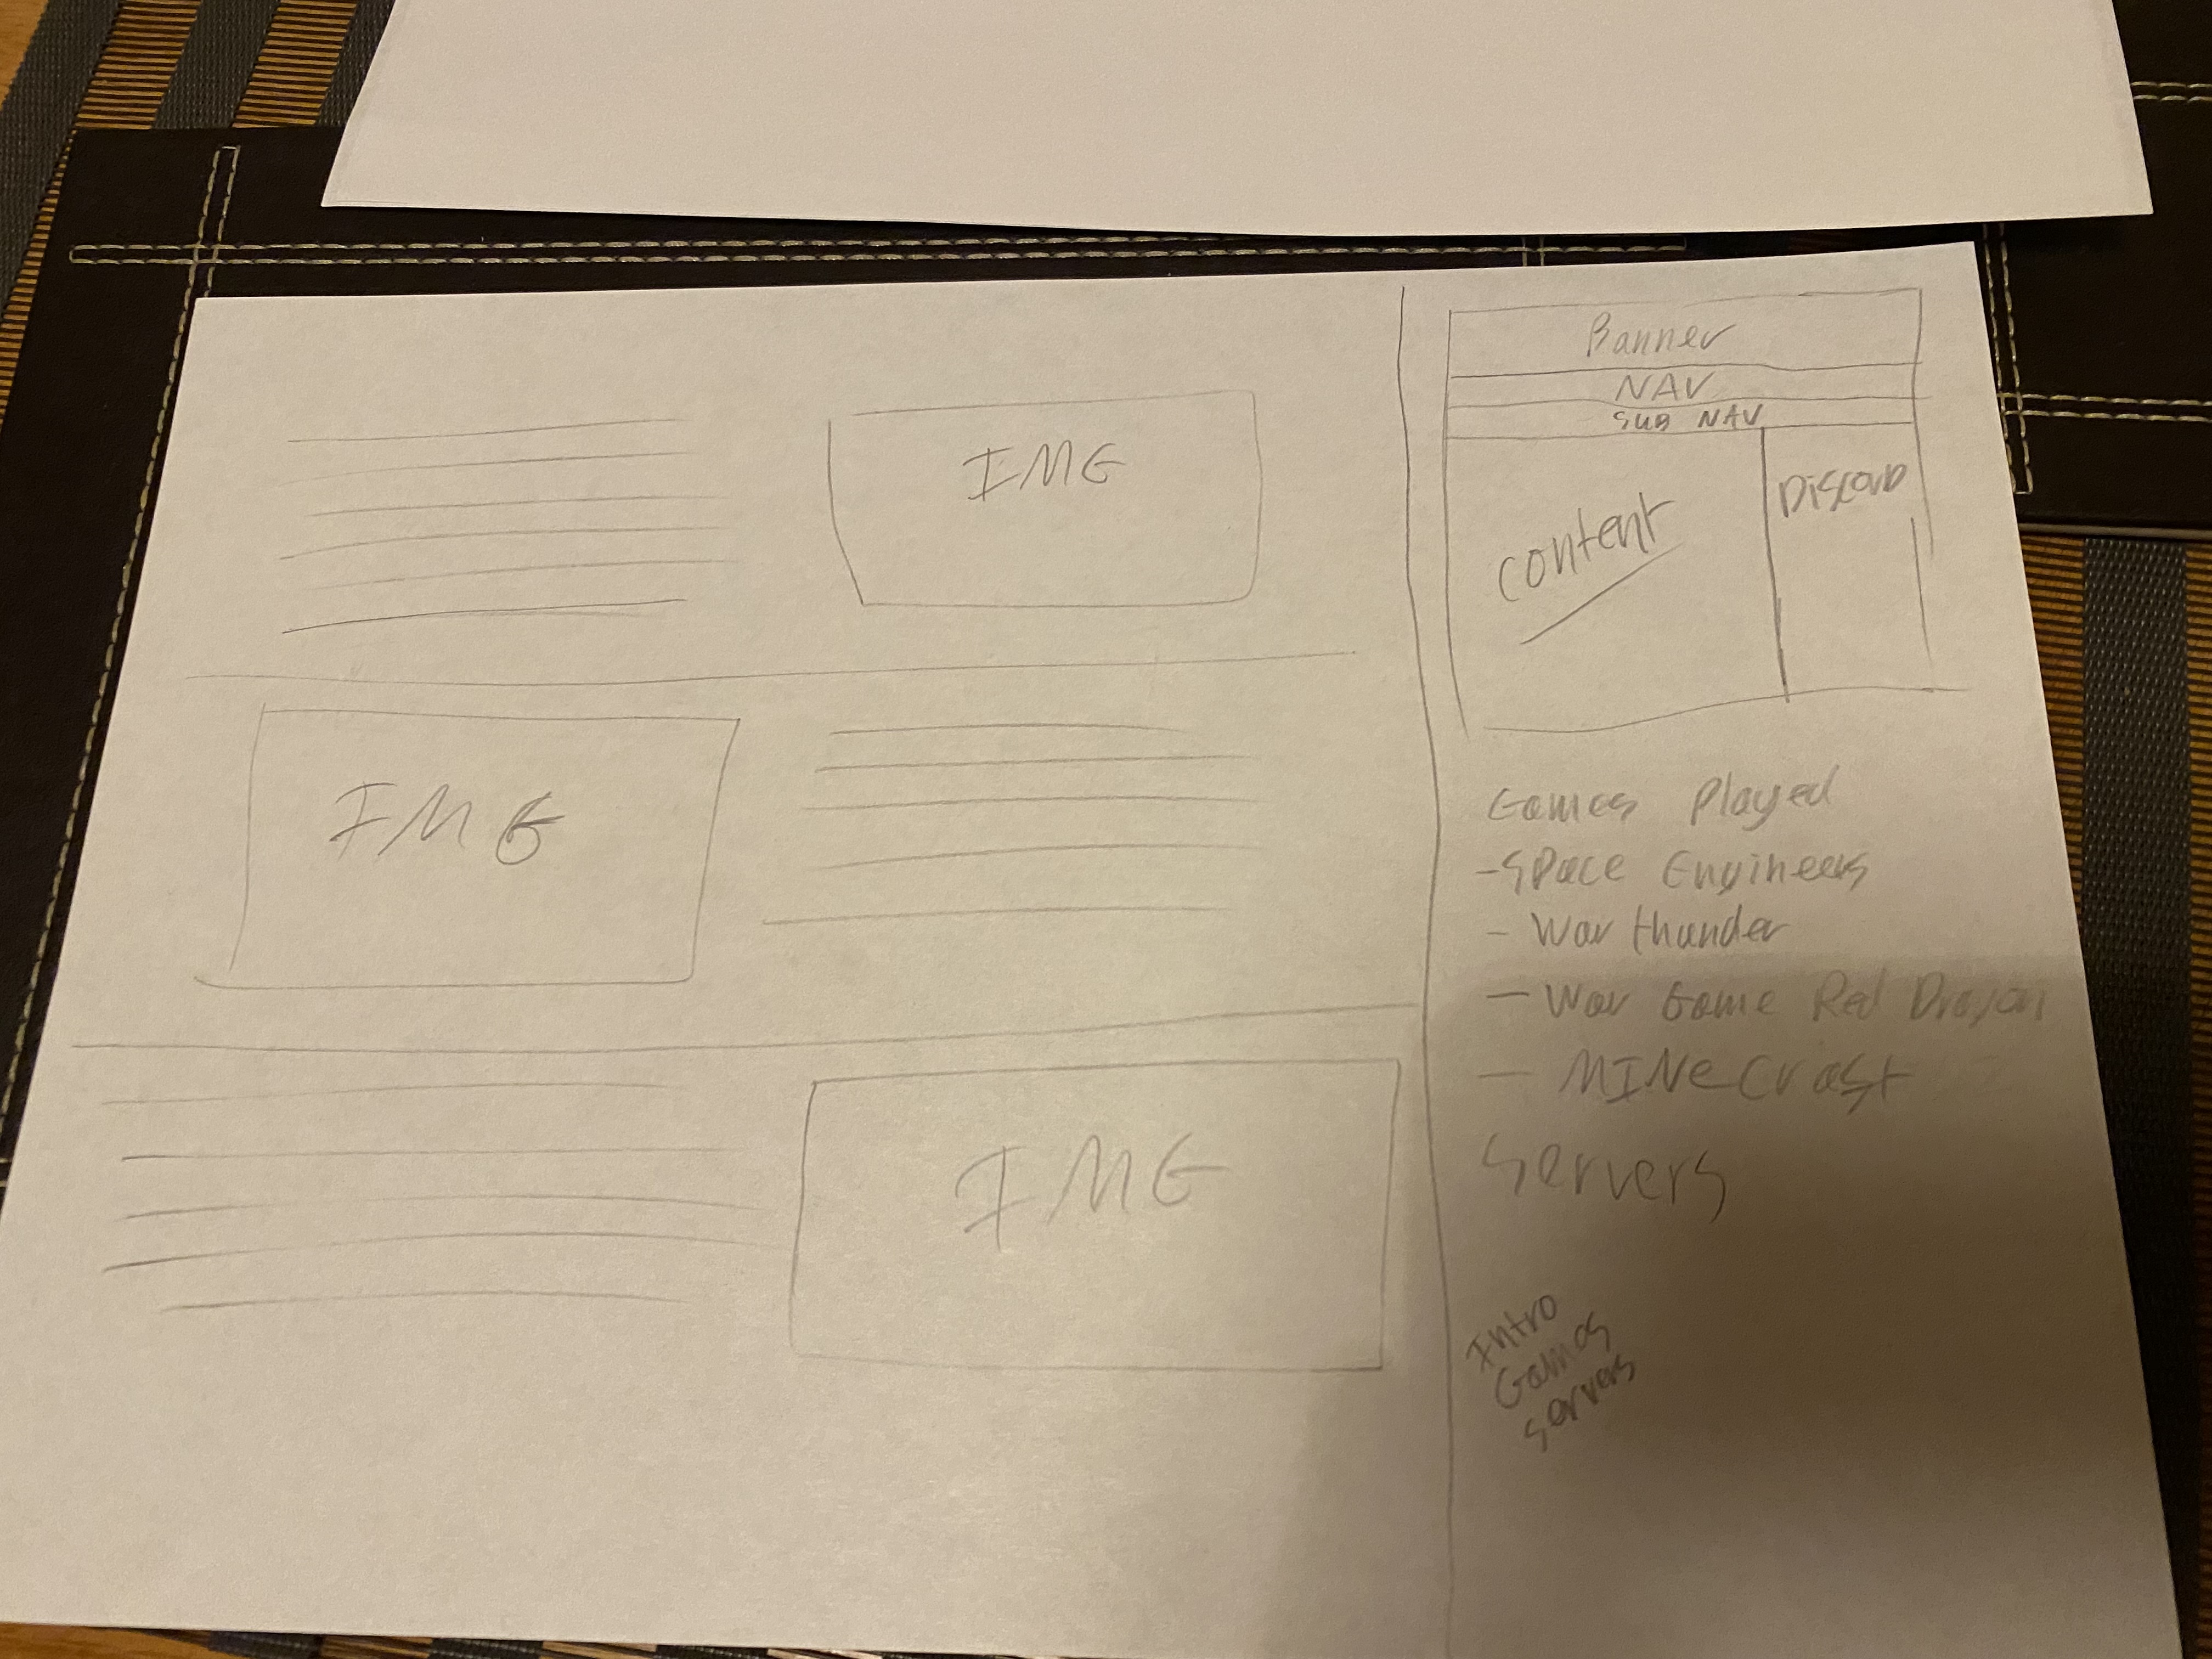 IMG
IMG
IMG
Banner
NAV
SUB NAV
content
DISCORD
Games Played
- Space Engineers
- War thunder
- War Game Red Dragon
- MINecraft
Servers
Intro
Games
servers